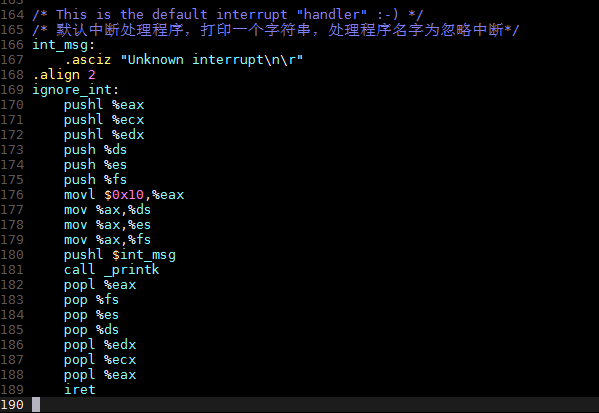 164 /* This is the default interrupt "handler" :-) */
165 /* 默认中断处理程序，打印一个字符串，处理程序名字为忽略中断*/
166 int_msg:
167     .asciz "Unknown interrupt\n\r"
168 .align 2
169 ignore_int:
170     pushl %eax
171     pushl %ecx
172     pushl %edx
173     push %ds
174     push %es
175     push %fs
176     movl $0x10,%eax
177     mov %ax,%ds
178     mov %ax,%es
179     mov %ax,%fs
180     pushl $int_msg
181     call _printk
182     popl %eax
183     pop %fs
184     pop %es
185     pop %ds
186     popl %edx
187     popl %ecx
188     popl %eax
189     iret
190